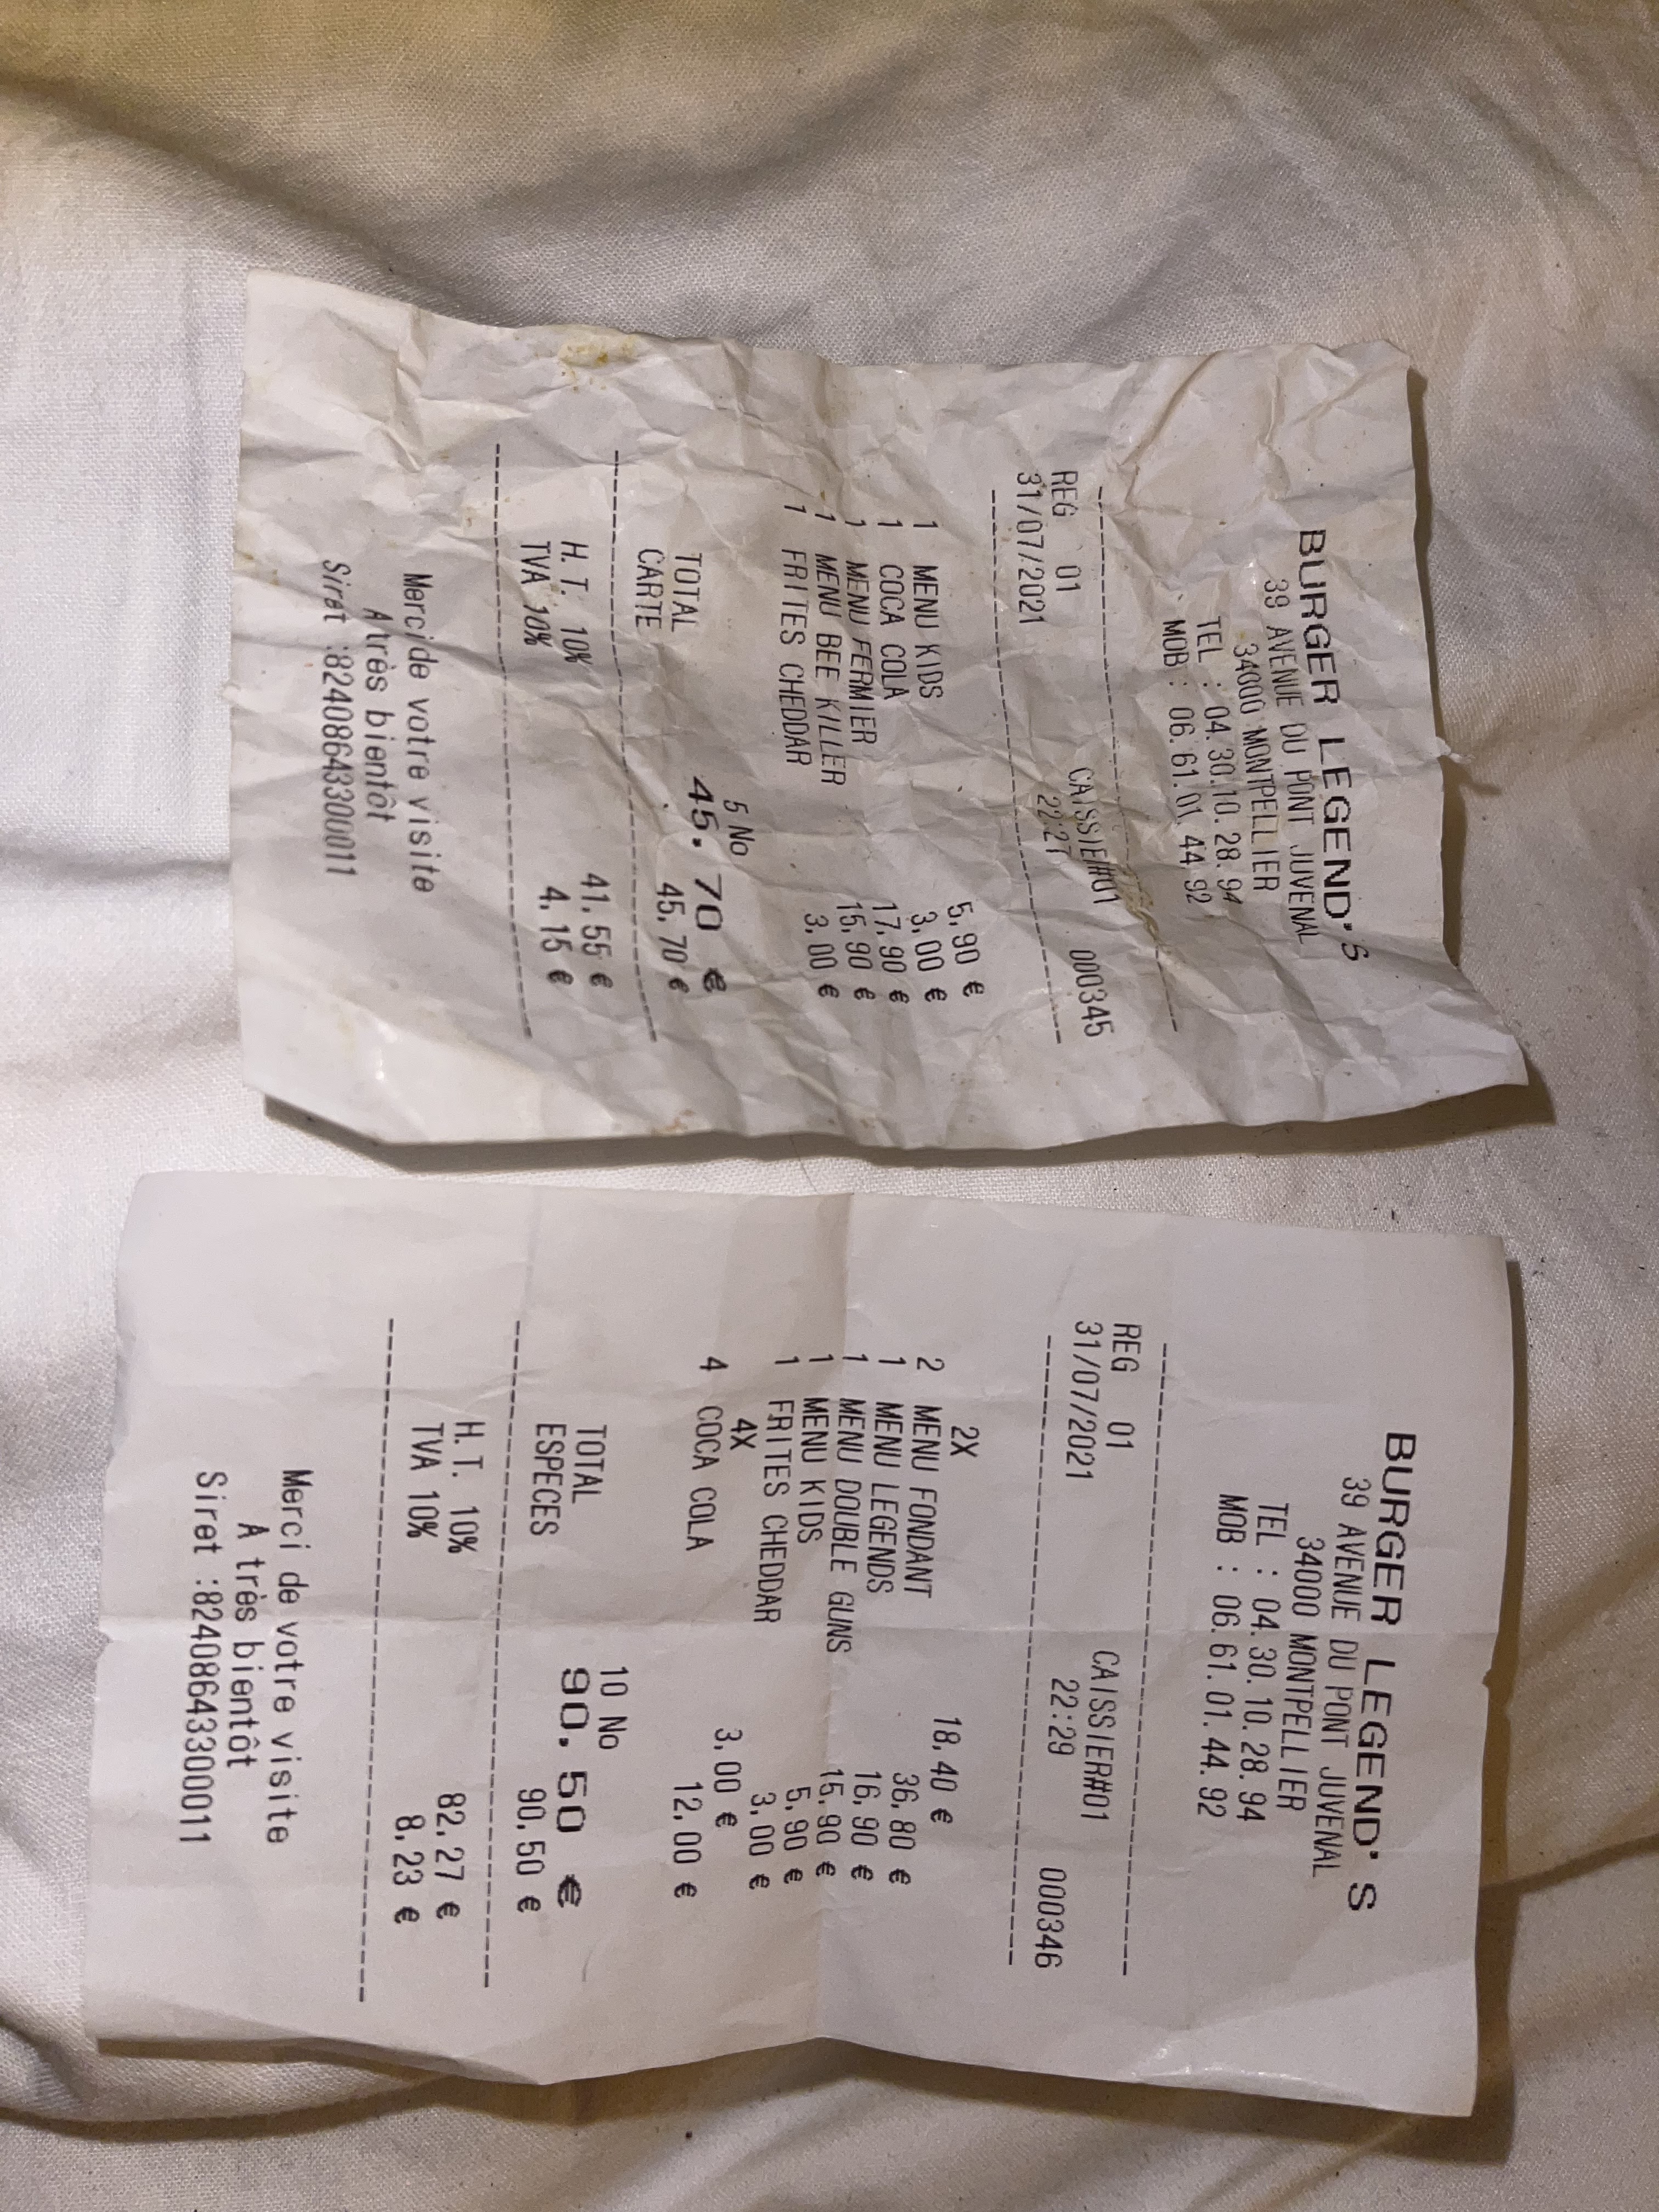 BURGER LEGEND'S
39 AVENUE DU PONT JUVENAL
34000 MONTPELLIER
TEL : 04.30.10.28.94
MOB : 06.61.01.44.92
REG 01 CAISSIER#01 000345
31/07/2021 22:27
1 MENU KIDS 5,90 €
1 COCA COLA 3,00 €
1 MENU FERMIER 17,90 €
1 MENU BEE KILLER 15,90 €
1 FRITES CHEDDAR 3,00 €
5 No
TOTAL 45.70 €
CARTE 45,70 €
H.T. 10% 41,55 €
TVA 10% 4,15 €
Merci de votre visite
A très bientôt
Siret :82408643300011
BURGER LEGEND'S
39 AVENUE DU PONT JUVENAL
34000 MONTPELLIER
TEL : 04.30.10.28.94
MOB : 06.61.01.44.92
REG 01 CAISSIER#01 000346
31/07/2021 22:29
2X 18,40 €
2 MENU FONDANT 36,80 €
1 MENU LEGENDS 16,90 €
1 MENU DOUBLE GUNS 15,90 €
1 MENU KIDS 5,90 €
1 FRITES CHEDDAR 3,00 €
4X 3,00 €
4 COCA COLA 12,00 €
10 No
TOTAL 90.50 €
ESPECES 90,50 €
H.T. 10% 82,27 €
TVA 10% 8,23 €
Merci de votre visite
A très bientôt
Siret :82408643300011